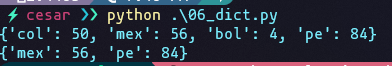 ⚡ cesar ❯❯ python .\06_dict.py
{'col': 50, 'mex': 56, 'bol': 4, 'pe': 84}
{'mex': 56, 'pe': 84}